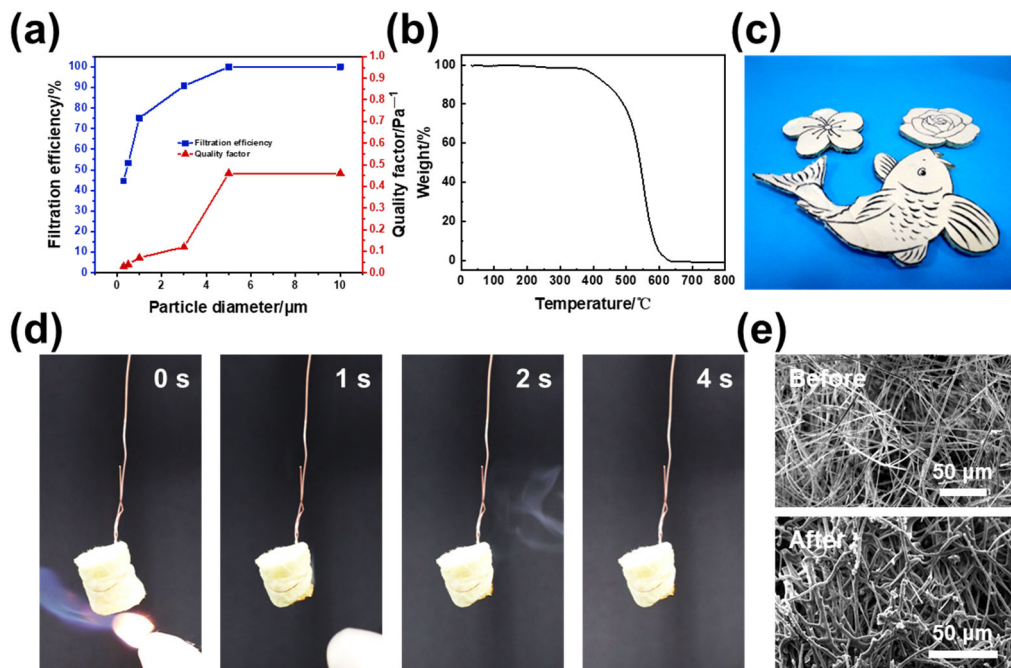 (a)
Filtration efficiency/%
100
90
80
70
60
50
40
30
20
10
0
Filtration efficiency
Quality factor
1.0
0.9
0.8
0.7
0.6
0.5
0.4
0.3
0.2
0.1
0.0
Quality factor/Pa⁻¹
0 2 4 6 8 10
Particle diameter/μm
(b)
Weight/%
100
80
60
40
20
0
0 100 200 300 400 500 600 700 800
Temperature/℃
(c)
(d)
0 s
1 s
2 s
4 s
(e)
Before
50 μm
After
50 μm